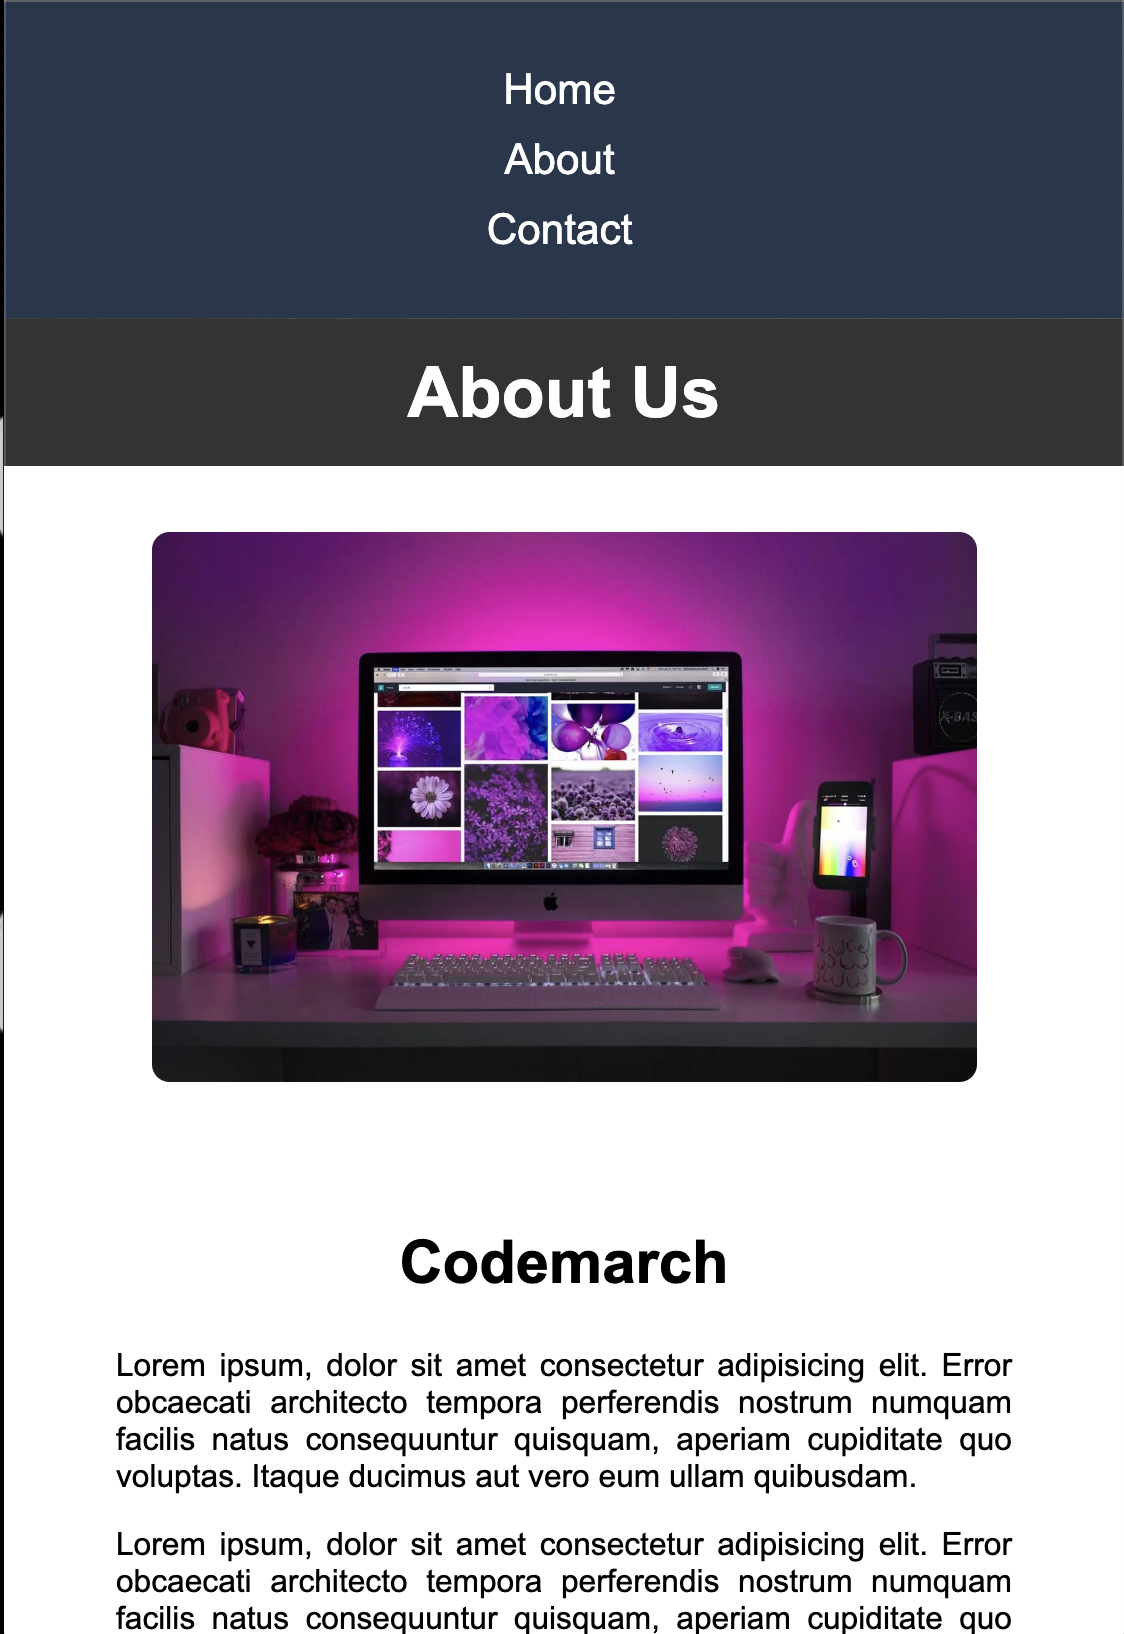 Home
About
Contact
About Us
X-BAS
Codemarch
Lorem ipsum, dolor sit amet consectetur adipisicing elit. Error
obcaecati architecto tempora perferendis nostrum numquam
facilis natus consequuntur quisquam, aperiam cupiditate quo
voluptas. Itaque ducimus aut vero eum ullam quibusdam.
Lorem ipsum, dolor sit amet consectetur adipisicing elit. Error
obcaecati architecto tempora perferendis nostrum numquam
facilis natus consequuntur quisquam, aperiam cupiditate quo